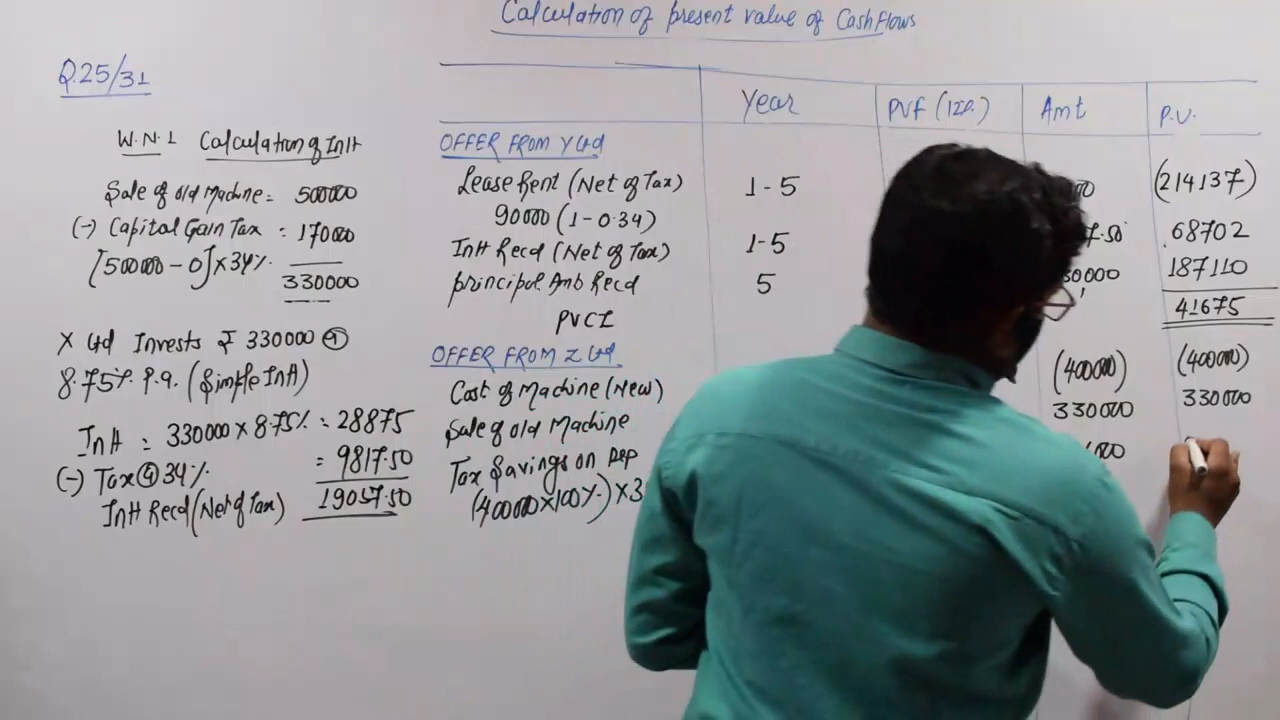 Calculation of present value of Cashflows
Q.25/31
W.N.1 Calculation of Int
Sale of old Machine = 500000
(-) Capital Gain Tax = 170000
[500000 - 0] x 34%
330000
X Ltd Invests ₹ 330000 @
8.75% P.a. (Simple Int)
Int = 330000 x 8.75% = 28875
(-) Tax @ 34% = 9817.50
Int Recd (Net of Tax) 19057.50
Year PVF (12%) Amt P.V.
OFFER FROM Y Ltd
Lease Rent (Net of Tax) 1-5 (214137)
90000 (1-0.34)
Int Recd (Net of Tax) 1-5 7.50 68702
principal Amt Recd 5 30000 187110
PVCI 41675
OFFER FROM Z Ltd
Cost of Machine (New) (400000) (400000)
Sale of old Machine 330000 330000
Tax Savings on Dep
(400000x100%) x 3